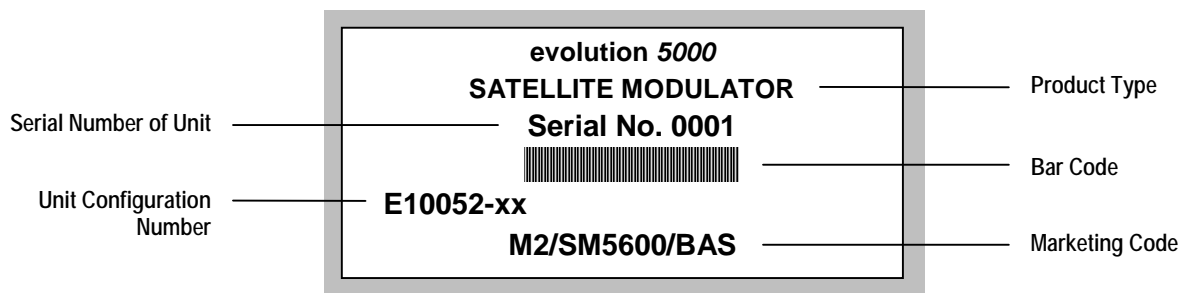 evolution 5000
SATELLITE MODULATOR
Product Type
Serial Number of Unit
Serial No. 0001
Bar Code
Unit Configuration
Number
E10052-xx
M2/SM5600/BAS
Marketing Code